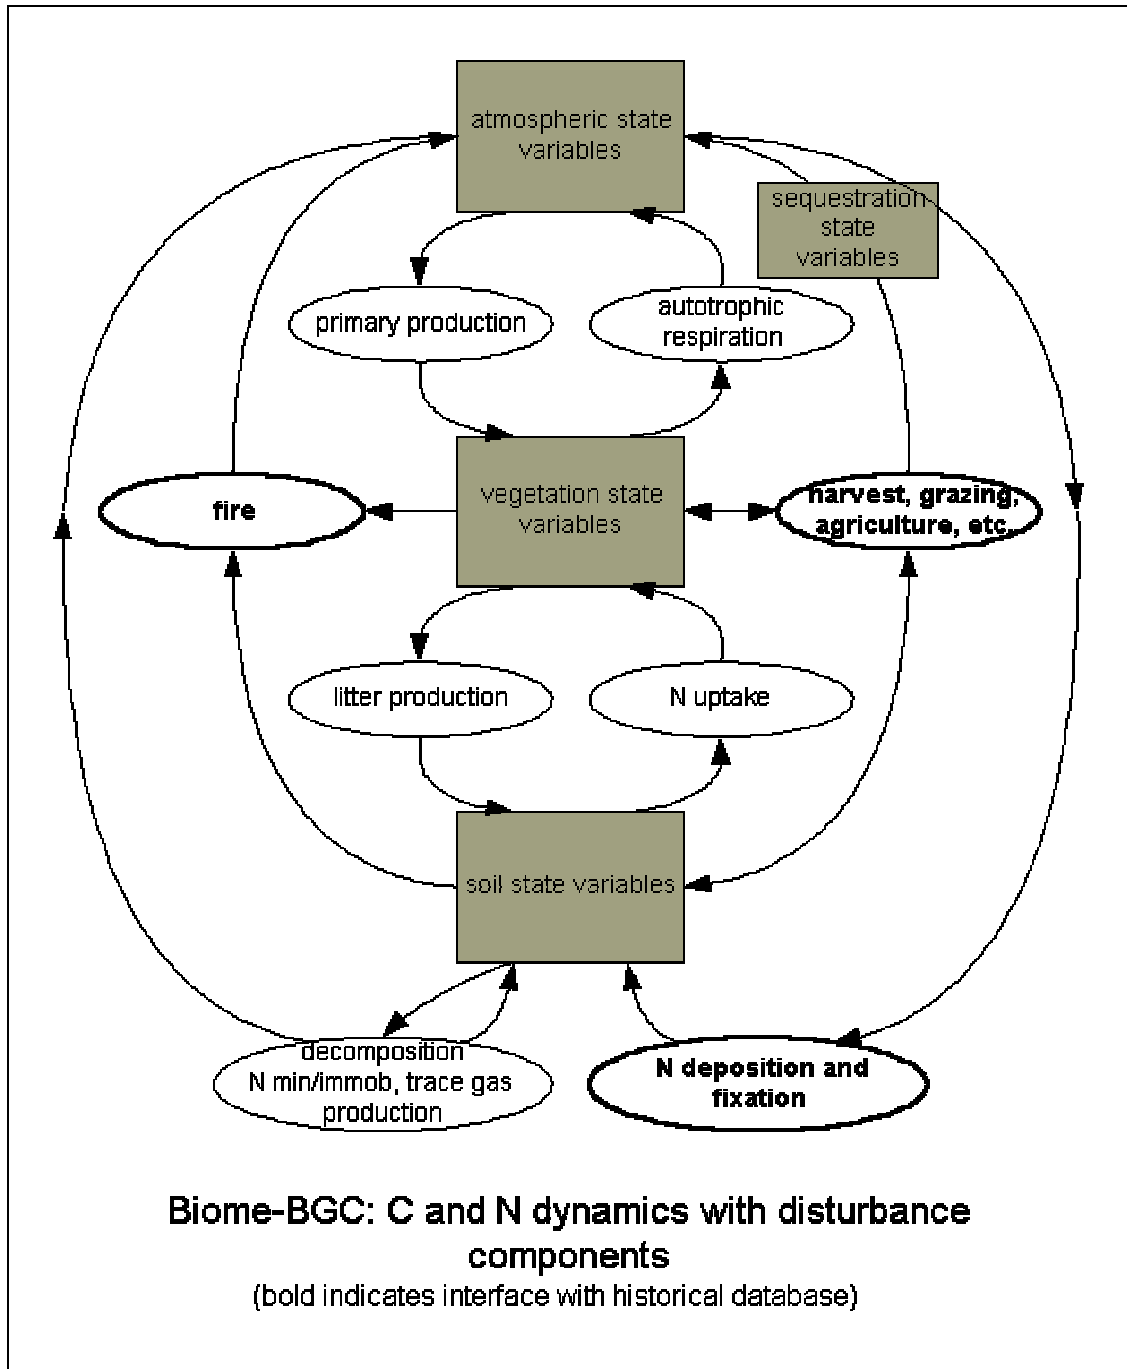 atmospheric state
variables
sequestration
state
variables
primary production
autotrophic
respiration
vegetation state
variables
fire
harvest, grazing,
agriculture, etc.
litter production
N uptake
soil state variables
decomposition
N min/immob, trace gas
production
N deposition and
fixation
Biome-BGC: C and N dynamics with disturbance
components
(bold indicates interface with historical database)